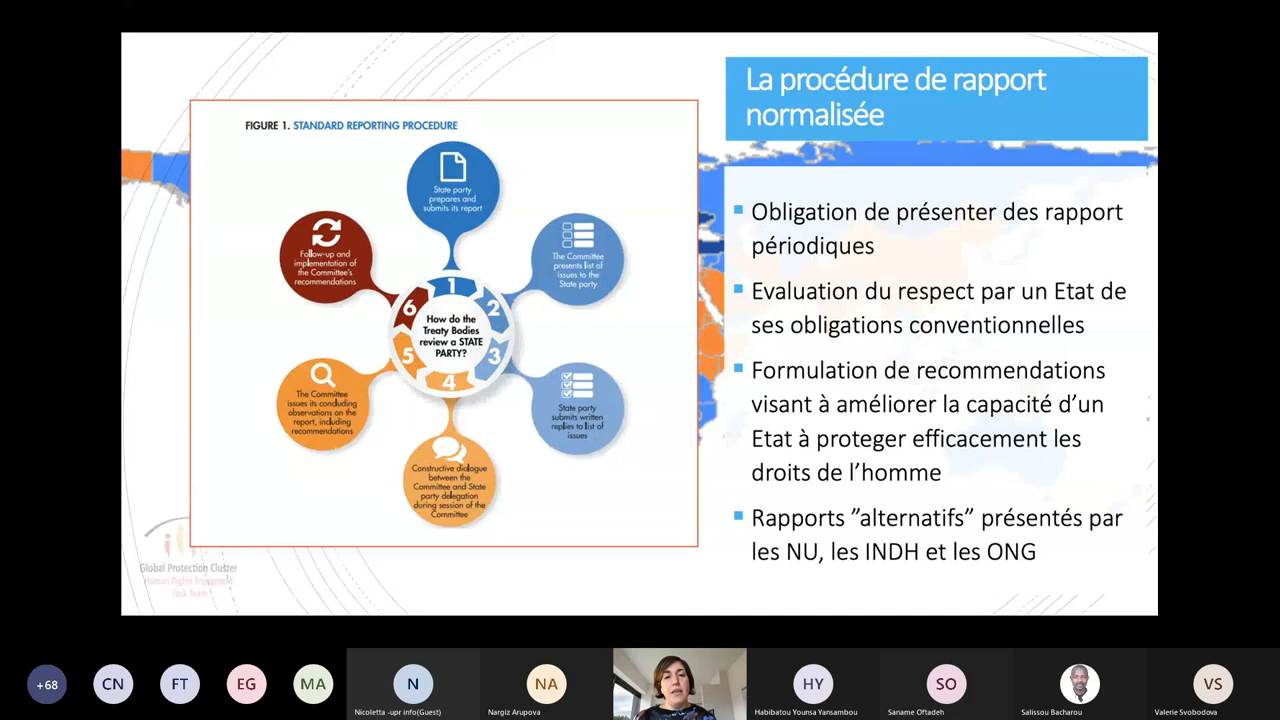 La procédure de rapport
normalisée
FIGURE 1. STANDARD REPORTING PROCEDURE
State party
prepares and
submits its report
The Committee
presents list of
issues to the
State party
State party
submits written
replies to list of
issues
Constructive dialogue
between the
Committee and State
party delegation
during session of the
Committee
The Committee
issues its concluding
observations on the
report, including
recommendations
Follow-up and
implementation of
the Committee's
recommendations
1
2
3
4
5
6
How do the
Treaty Bodies
review a STATE
PARTY?
Obligation de présenter des rapport
périodiques
Evaluation du respect par un Etat de
ses obligations conventionnelles
Formulation de recommendations
visant à améliorer la capacité d’un
Etat à proteger efficacement les
droits de l’homme
Rapports ”alternatifs” présentés par
les NU, les INDH et les ONG
Global Protection Cluster
Human Rights Engagement
Task Team
+68
CN
FT
EG
MA
N
Nicoletta -upr info(Guest)
NA
Nargiz Arupova
HY
Habibatou Younsa Yansambou
SO
Saname Oftadeh
Salissou Bacharou
VS
Valerie Svobodova